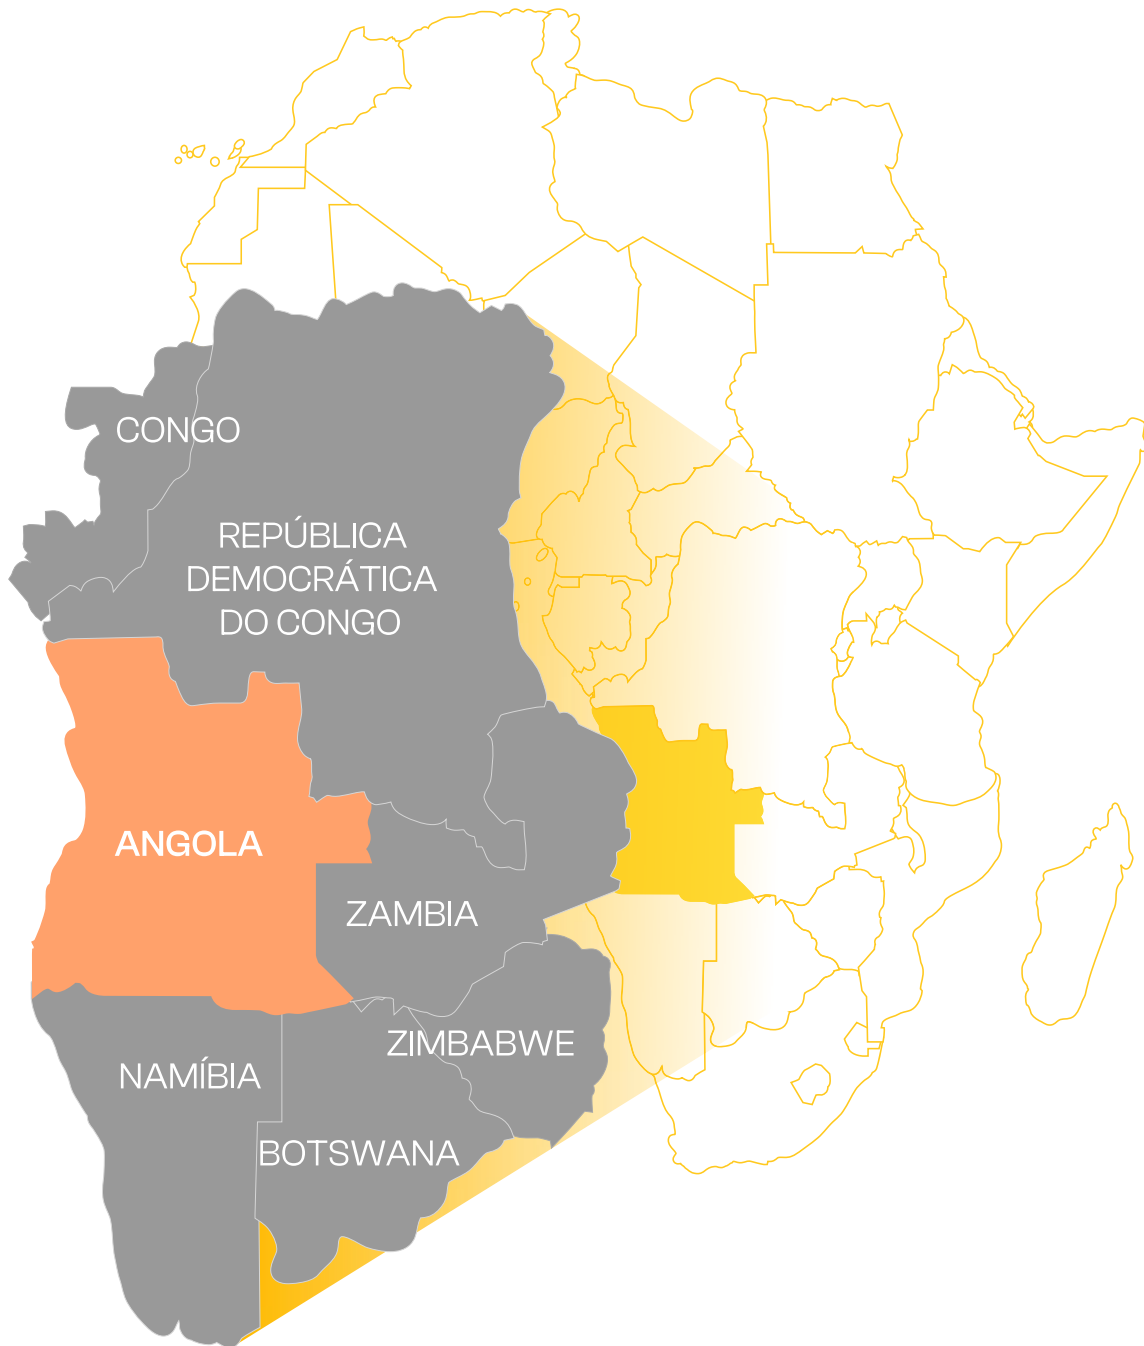 CONGO
REPÚBLICA
DEMOCRÁTICA
DO CONGO
ANGOLA
ZAMBIA
ZIMBABWE
NAMÍBIA
BOTSWANA